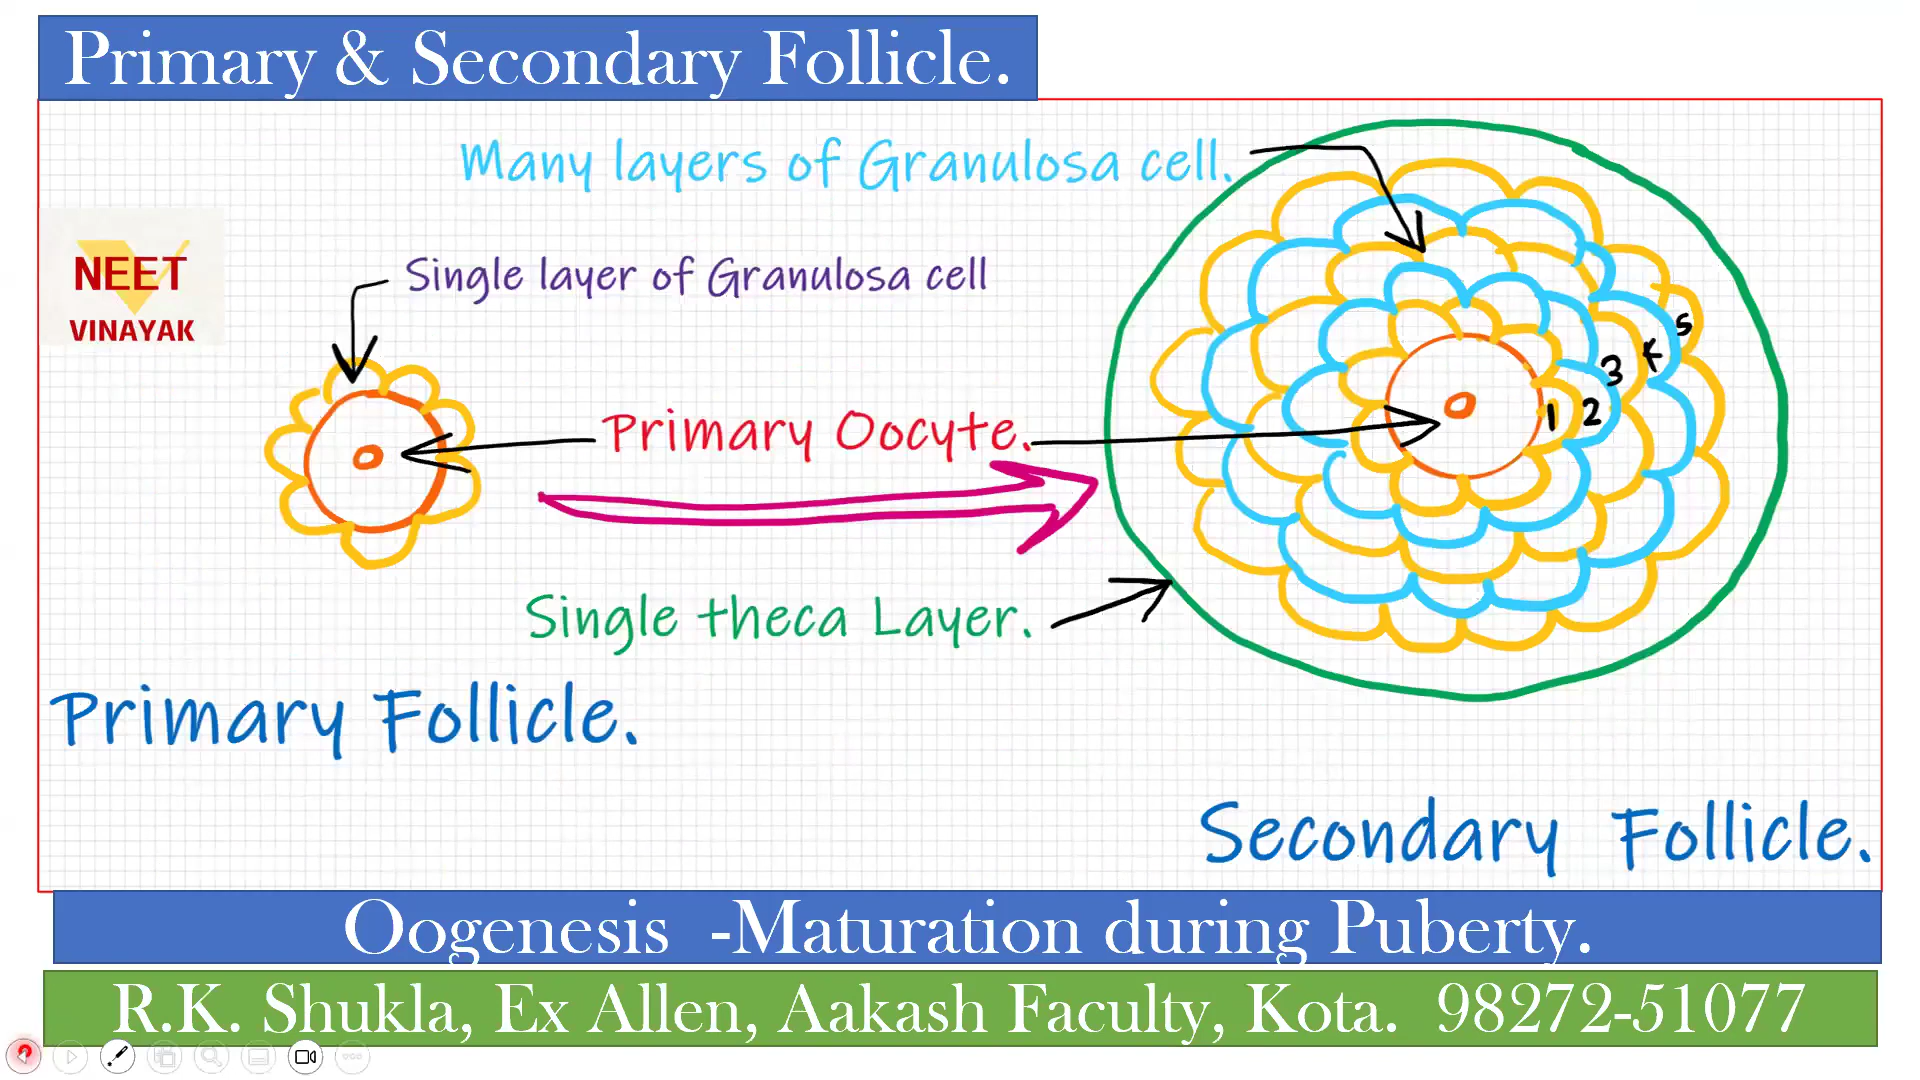 Primary & Secondary Follicle.
Many layers of Granulosa cell.
NEET
VINAYAK
Single layer of Granulosa cell
Primary Oocyte.
1 2 3 4 5
Single theca Layer.
Primary Follicle.
Secondary Follicle.
Oogenesis -Maturation during Puberty.
R.K. Shukla, Ex Allen, Aakash Faculty, Kota. 98272-51077